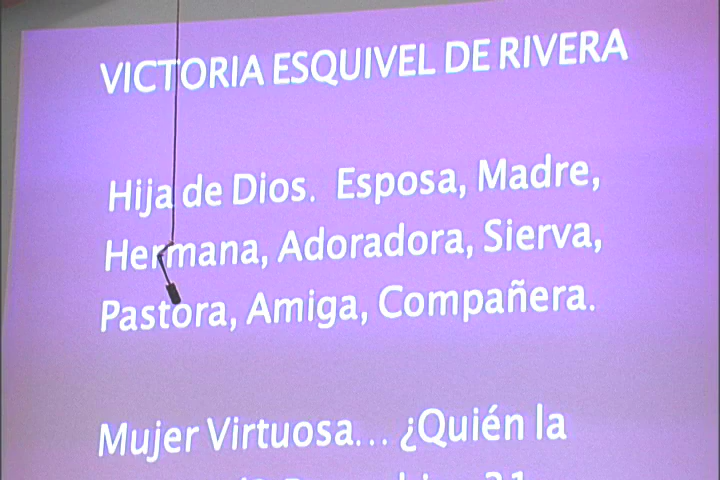 VICTORIA ESQUIVEL DE RIVERA
Hija de Dios. Esposa, Madre,
Hermana, Adoradora, Sierva,
Pastora, Amiga, Compañera.
Mujer Virtuosa... ¿Quién la